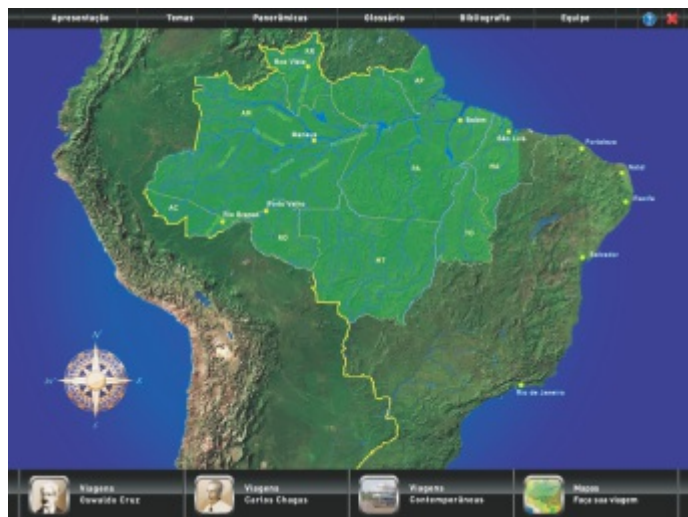 Apresentação
Temas
Panorâmicas
Glossário
Bibliografia
Equipe
RR
Boa Vista
AP
AM
Manaus
Belém
São Luís
Fortaleza
PA
MA
Natal
Recife
AC
Porto Velho
Rio Branco
RO
MT
TO
Salvador
N
Rio de Janeiro
Viagens
Oswaldo Cruz
Viagens
Carlos Chagas
Viagens
Contemporâneas
Mapas
Faça sua viagem